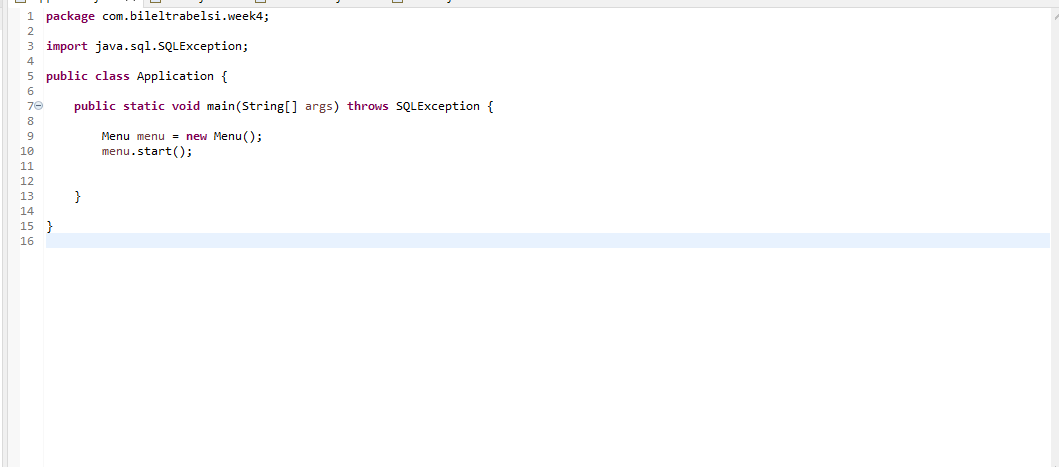 1 package com.bileltrabelsi.week4;
2
3 import java.sql.SQLException;
4
5 public class Application {
6
7 public static void main(String[] args) throws SQLException {
8
9 Menu menu = new Menu();
10 menu.start();
11
12
13 }
14
15 }
16